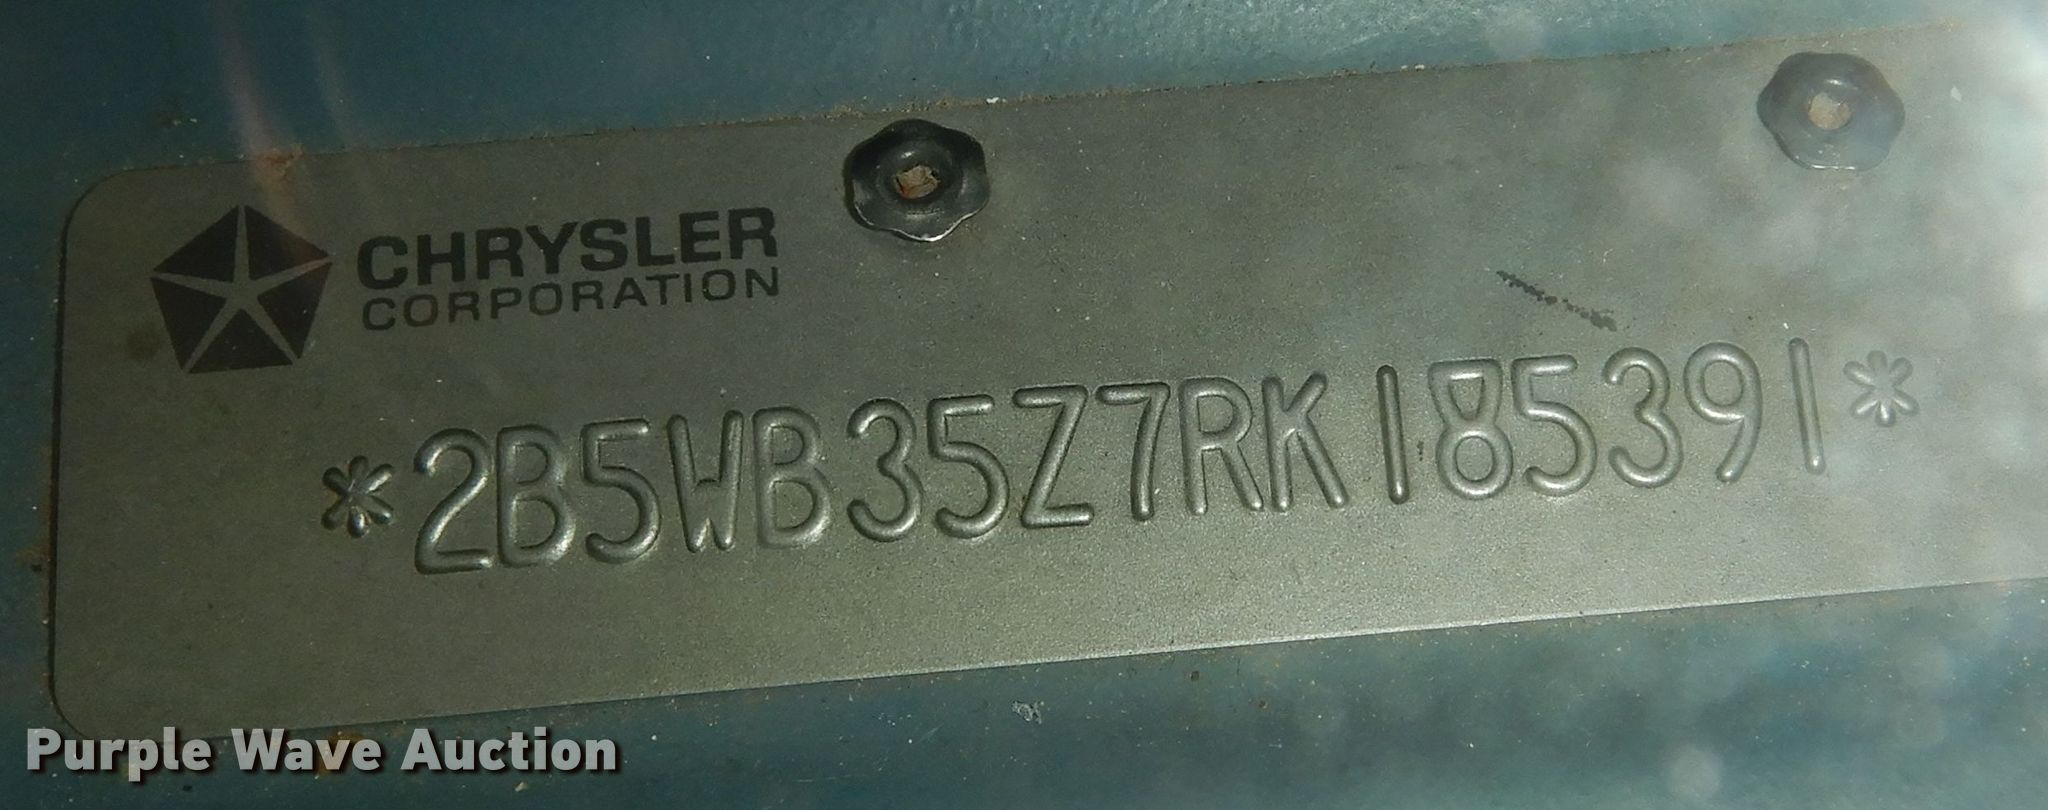 CHRYSLER
CORPORATION
*2B5WB35Z7RK185391*
Purple Wave Auction